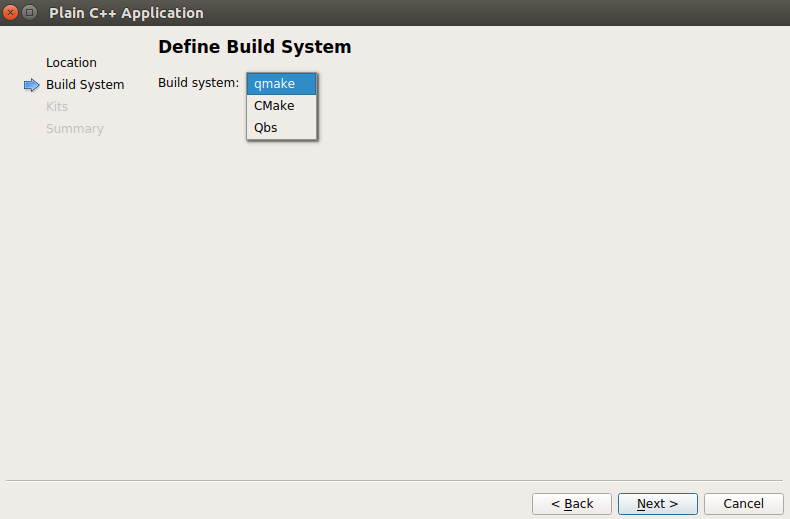 Plain C++ Application
Define Build System
Location
Build System
Kits
Summary
Build system:
qmake
CMake
Qbs
< Back
Next >
Cancel